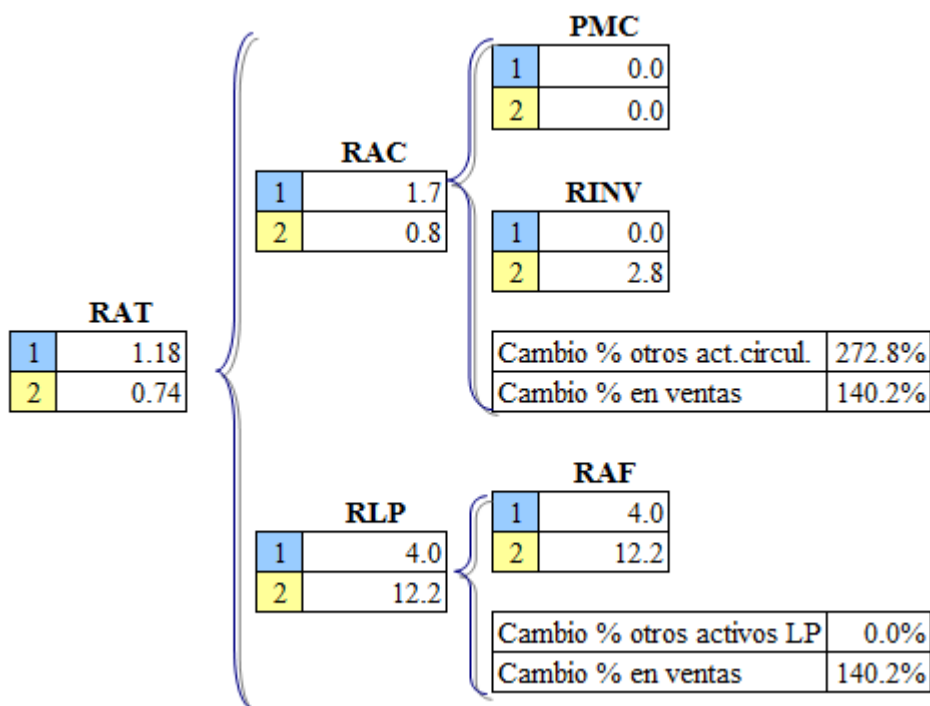 PMC
1 0.0
2 0.0
RAC
1 1.7
2 0.8
RINV
1 0.0
2 2.8
RAT
1 1.18
2 0.74
Cambio % otros act.circul. 272.8%
Cambio % en ventas 140.2%
RLP
1 4.0
2 12.2
RAF
1 4.0
2 12.2
Cambio % otros activos LP 0.0%
Cambio % en ventas 140.2%